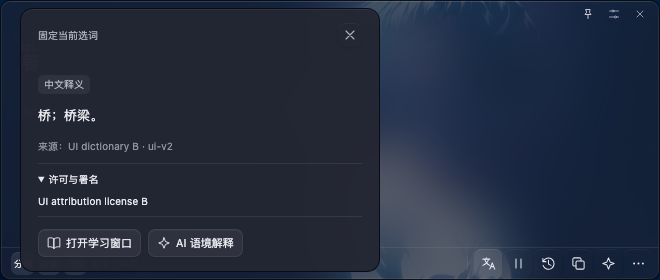 固定当前选词
中文释义
桥；桥梁。
来源：UI dictionary B · ui-v2
▼ 许可与署名
UI attribution license B
打开学习窗口
AI 语境解释